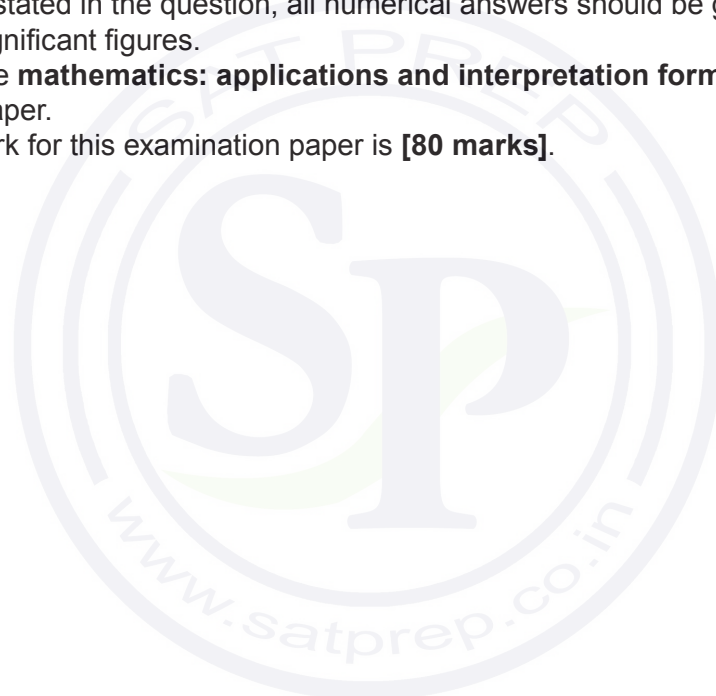 stated in the question, all numerical answers should be g
gnificant figures.
e mathematics: applications and interpretation form
aper.
rk for this examination paper is [80 marks].
SAT PREP
SP
www.satprep.co.in